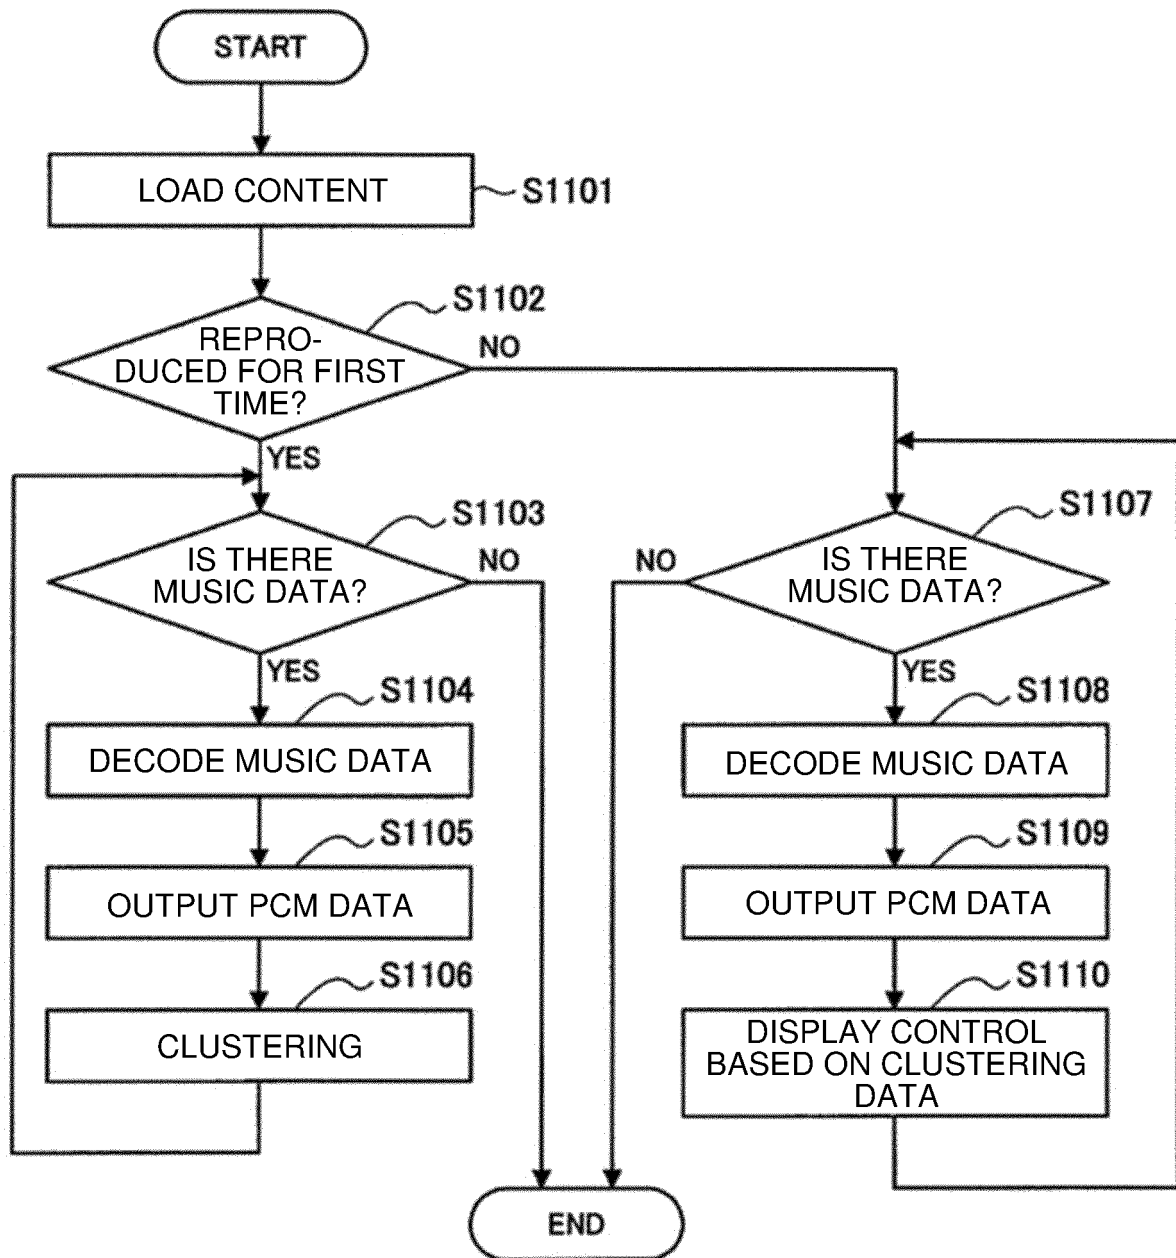 START
LOAD CONTENT
S1101
S1102
REPRO-
DUCED FOR FIRST
TIME?
NO
YES
S1103
IS THERE
MUSIC DATA?
NO
YES
S1104
DECODE MUSIC DATA
S1105
OUTPUT PCM DATA
S1106
CLUSTERING
S1107
IS THERE
MUSIC DATA?
NO
YES
S1108
DECODE MUSIC DATA
S1109
OUTPUT PCM DATA
S1110
DISPLAY CONTROL
BASED ON CLUSTERING
DATA
END